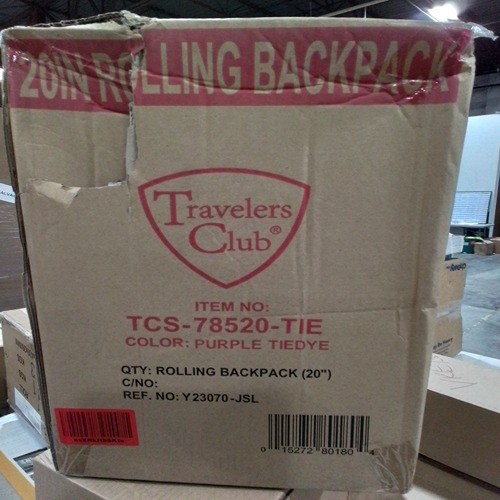 20IN ROLLING BACKPACK
Travelers
Club®
ITEM NO:
TCS-78520-TIE
COLOR: PURPLE TIEDYE
QTY: ROLLING BACKPACK (20")
C/NO:
REF. NO: Y23070-JSL
0 15272 80180 4